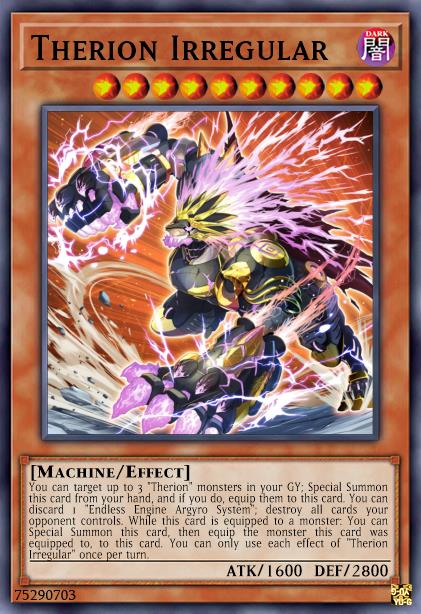 THERION IRREGULAR
DARK
闇
[MACHINE/EFFECT]
You can target up to 3 "Therion" monsters in your GY; Special Summon
this card from your hand, and if you do, equip them to this card. You can
discard 1 "Endless Engine Argyro System"; destroy all cards your
opponent controls. While this card is equipped to a monster: You can
Special Summon this card, then equip the monster this card was
equipped to, to this card. You can only use each effect of "Therion
Irregular" once per turn.
ATK/1600 DEF/2800
75290703